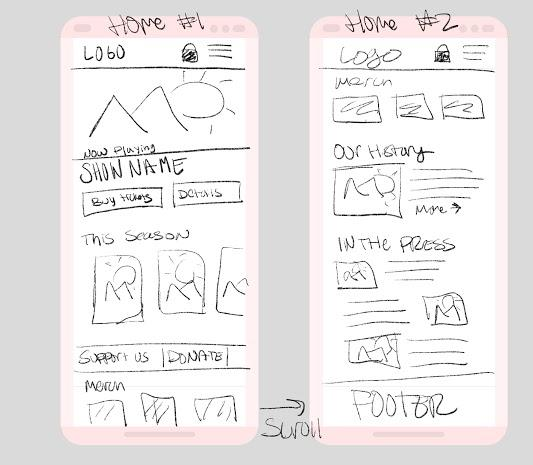 Home #1
LOGO
Now Playing
SHOW NAME
Buy tickets
Details
This Season
Support us
DONATE
Merch
Scroll
Home #2
Logo
Merch
Our History
More →
IN THE PRESS
FOOTER